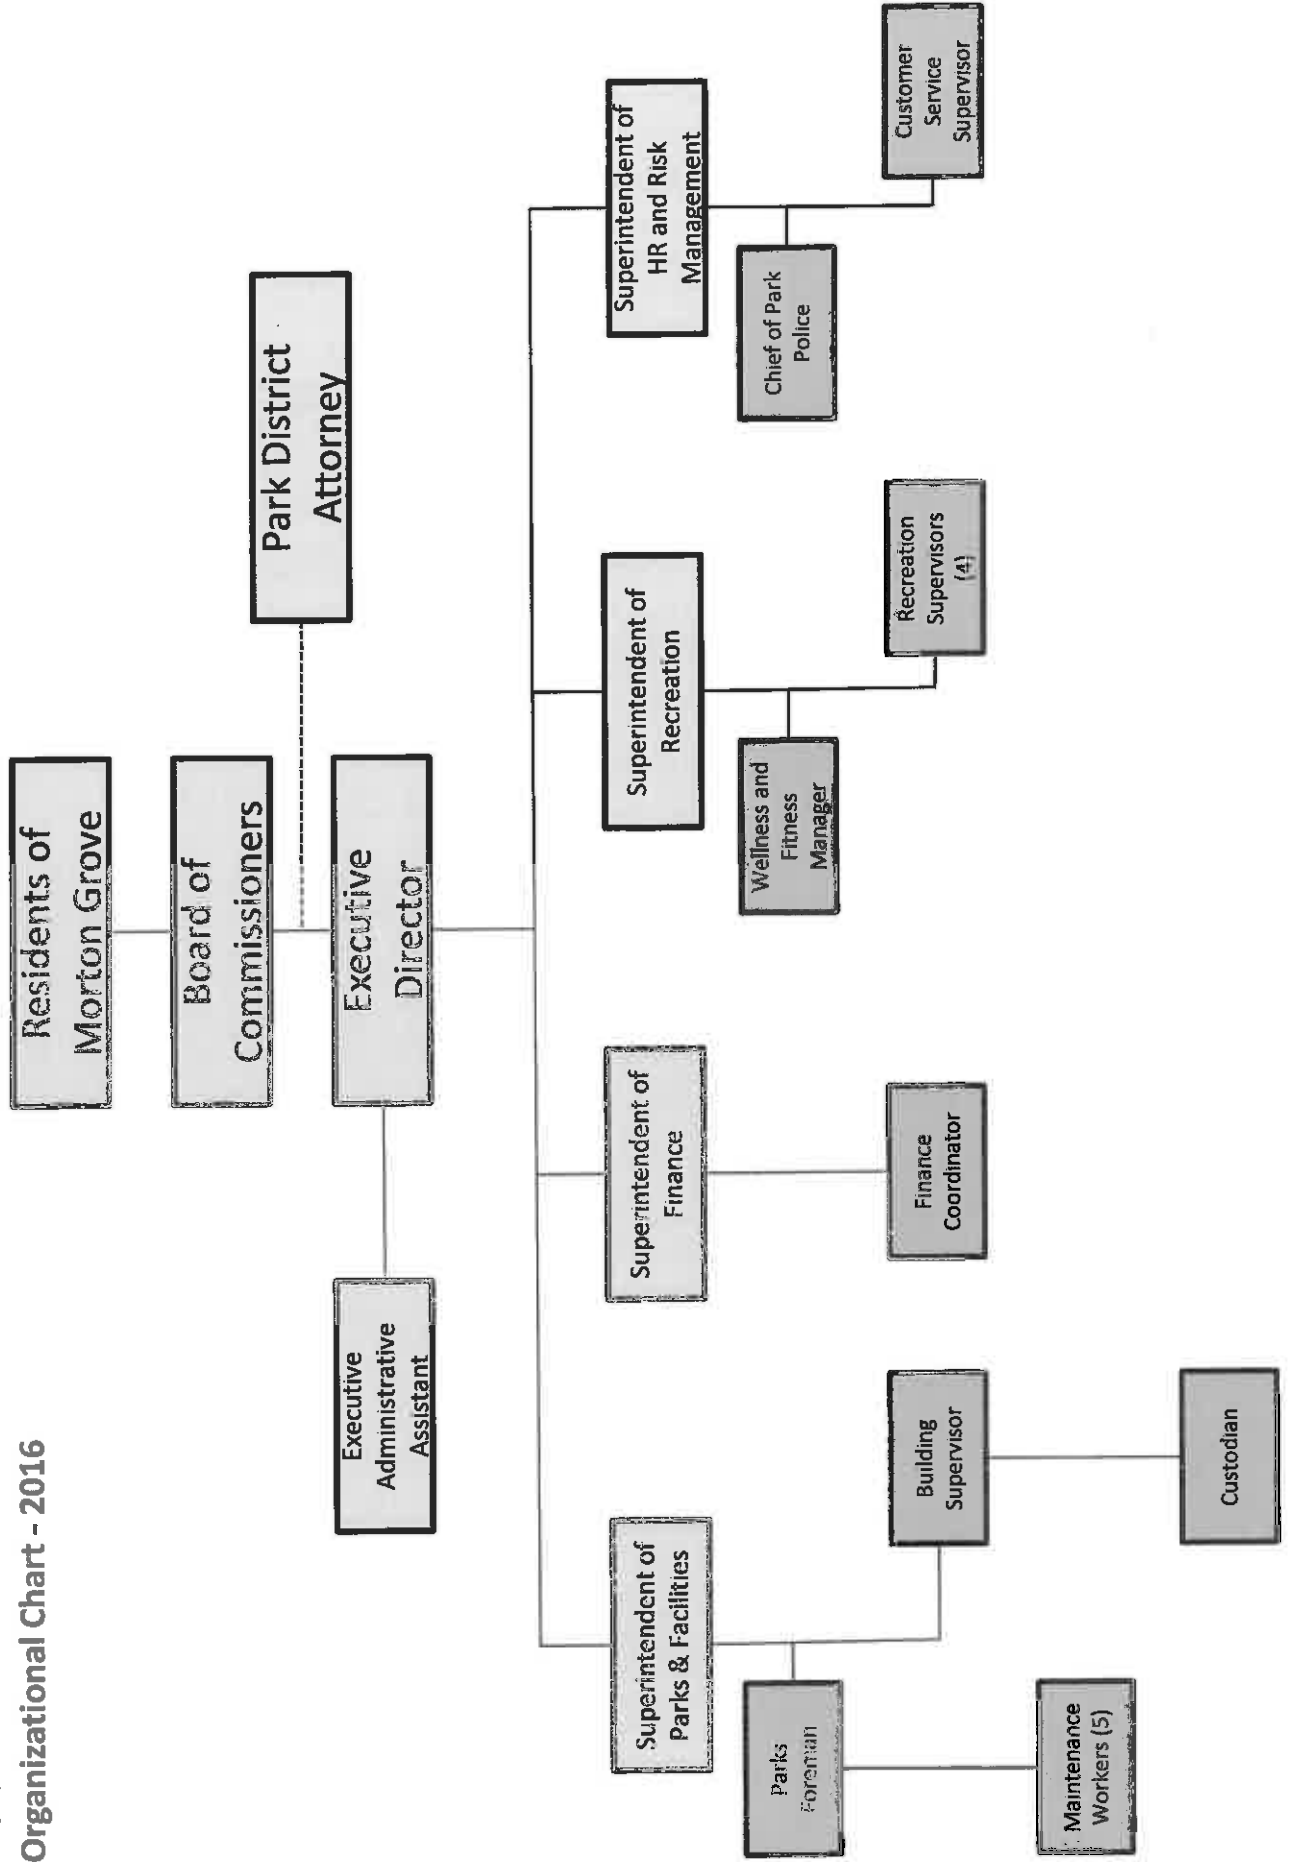 Organizational Chart - 2016
Residents of
Morton Grove
Board of
Commissioners
Park District
Attorney
Executive
Director
Executive
Administrative
Assistant
Superintendent of
Parks & Facilities
Superintendent of
Finance
Superintendent of
Recreation
Superintendent of
HR and Risk
Management
Parks
Foreman
Wellness and
Fitness
Manager
Chief of Park
Police
Building
Supervisor
Finance
Coordinator
Recreation
Supervisors
(4)
Customer
Service
Supervisor
Maintenance
Workers (5)
Custodian